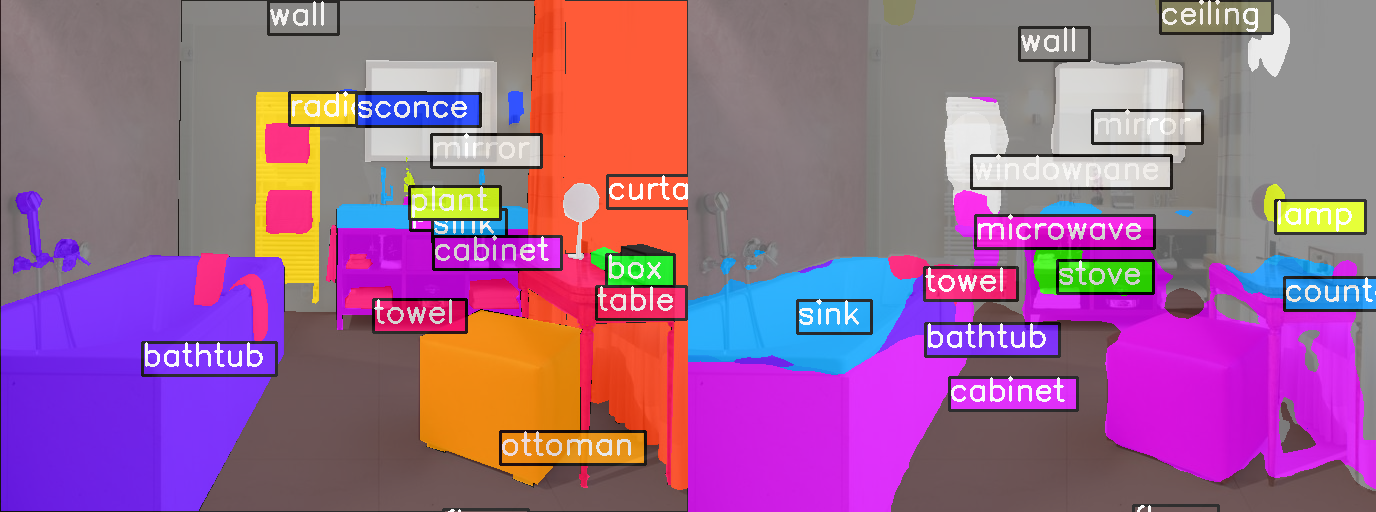 wall
sconce
mirror
curta
plant
sink
cabinet
box
table
towel
bathtub
ottoman
ceiling
wall
mirror
windowpane
lamp
microwave
stove
towel
count
sink
bathtub
cabinet